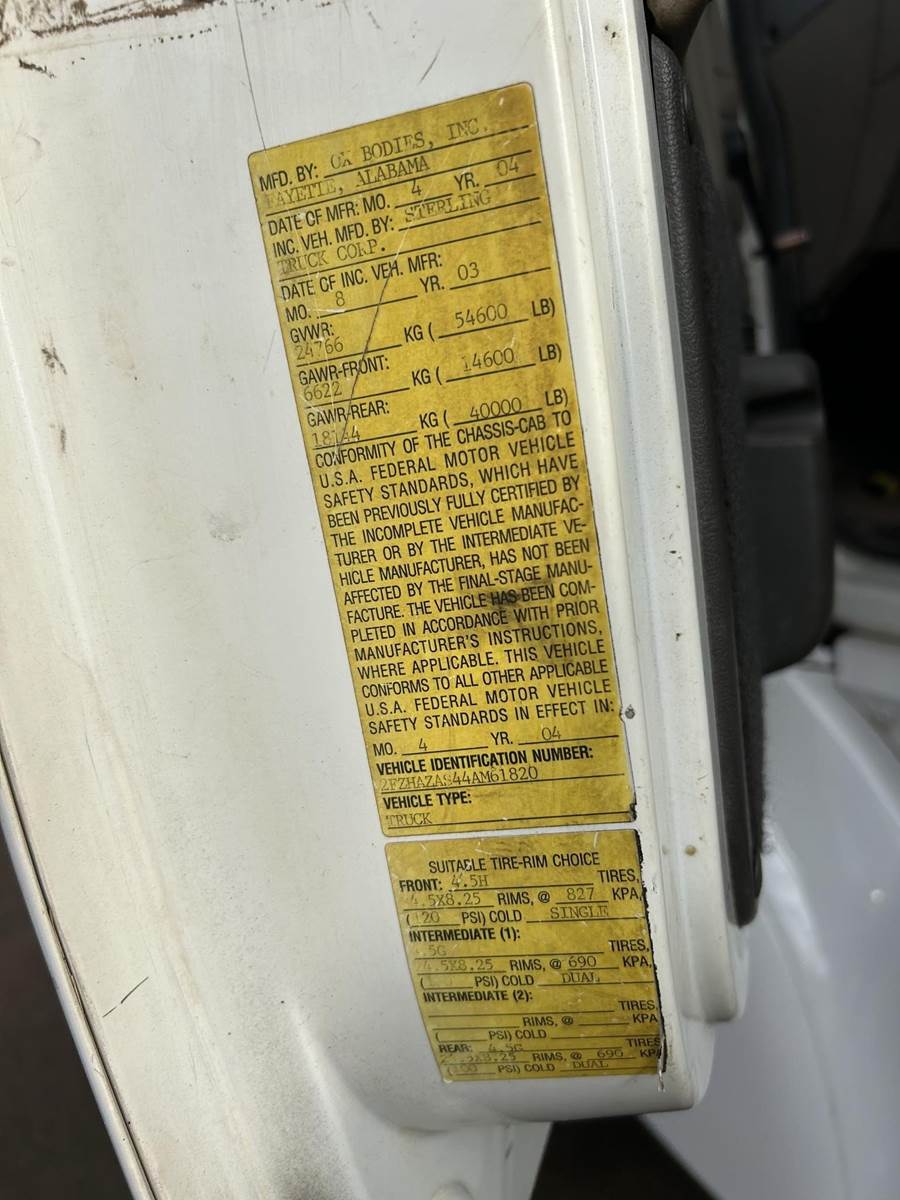 MFD. BY: OX BODIES, INC.
FAYETTE, ALABAMA
DATE OF MFR: MO. 4 YR. 04
INC. VEH. MFD. BY: STERLING
TRUCK CORP.
DATE OF INC. VEH. MFR:
MO. 8 YR. 03
GVWR:
24766 KG ( 54600 LB)
GAWR-FRONT:
6622 KG ( 14600 LB)
GAWR-REAR:
18144 KG ( 40000 LB)
CONFORMITY OF THE CHASSIS-CAB TO
U.S.A. FEDERAL MOTOR VEHICLE
SAFETY STANDARDS, WHICH HAVE
BEEN PREVIOUSLY FULLY CERTIFIED BY
THE INCOMPLETE VEHICLE MANUFAC-
TURER OR BY THE INTERMEDIATE VE-
HICLE MANUFACTURER, HAS NOT BEEN
AFFECTED BY THE FINAL-STAGE MANU-
FACTURE. THE VEHICLE HAS BEEN COM-
PLETED IN ACCORDANCE WITH PRIOR
MANUFACTURER'S INSTRUCTIONS,
WHERE APPLICABLE. THIS VEHICLE
CONFORMS TO ALL OTHER APPLICABLE
U.S.A. FEDERAL MOTOR VEHICLE
SAFETY STANDARDS IN EFFECT IN:
MO. 4 YR. 04
VEHICLE IDENTIFICATION NUMBER:
2FZHAZAS44AM61820
VEHICLE TYPE:
TRUCK
SUITABLE TIRE-RIM CHOICE
FRONT: 4.5H TIRES,
4.5X8.25 RIMS, @ 827 KPA,
(120 PSI) COLD SINGLE
INTERMEDIATE (1):
.5G TIRES,
4.5X8.25 RIMS, @ 690 KPA,
( PSI) COLD DUAL
INTERMEDIATE (2):
TIRES,
RIMS, @ KPA
( PSI) COLD
REAR: 4.5G TIRES
RIMS, @ 690 KPA
(100 PSI) COLD DUAL